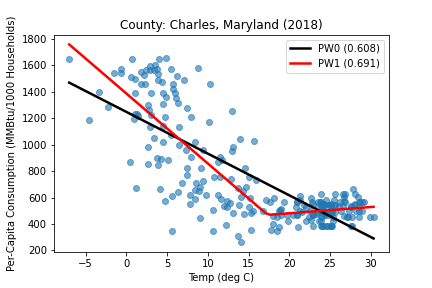 County: Charles, Maryland (2018)
PW0 (0.608)
PW1 (0.691)
Per-Capita Consumption (MMBtu/1000 Households)
1800
1600
1400
1200
1000
800
600
400
200
−5 0 5 10 15 20 25 30
Temp (deg C)